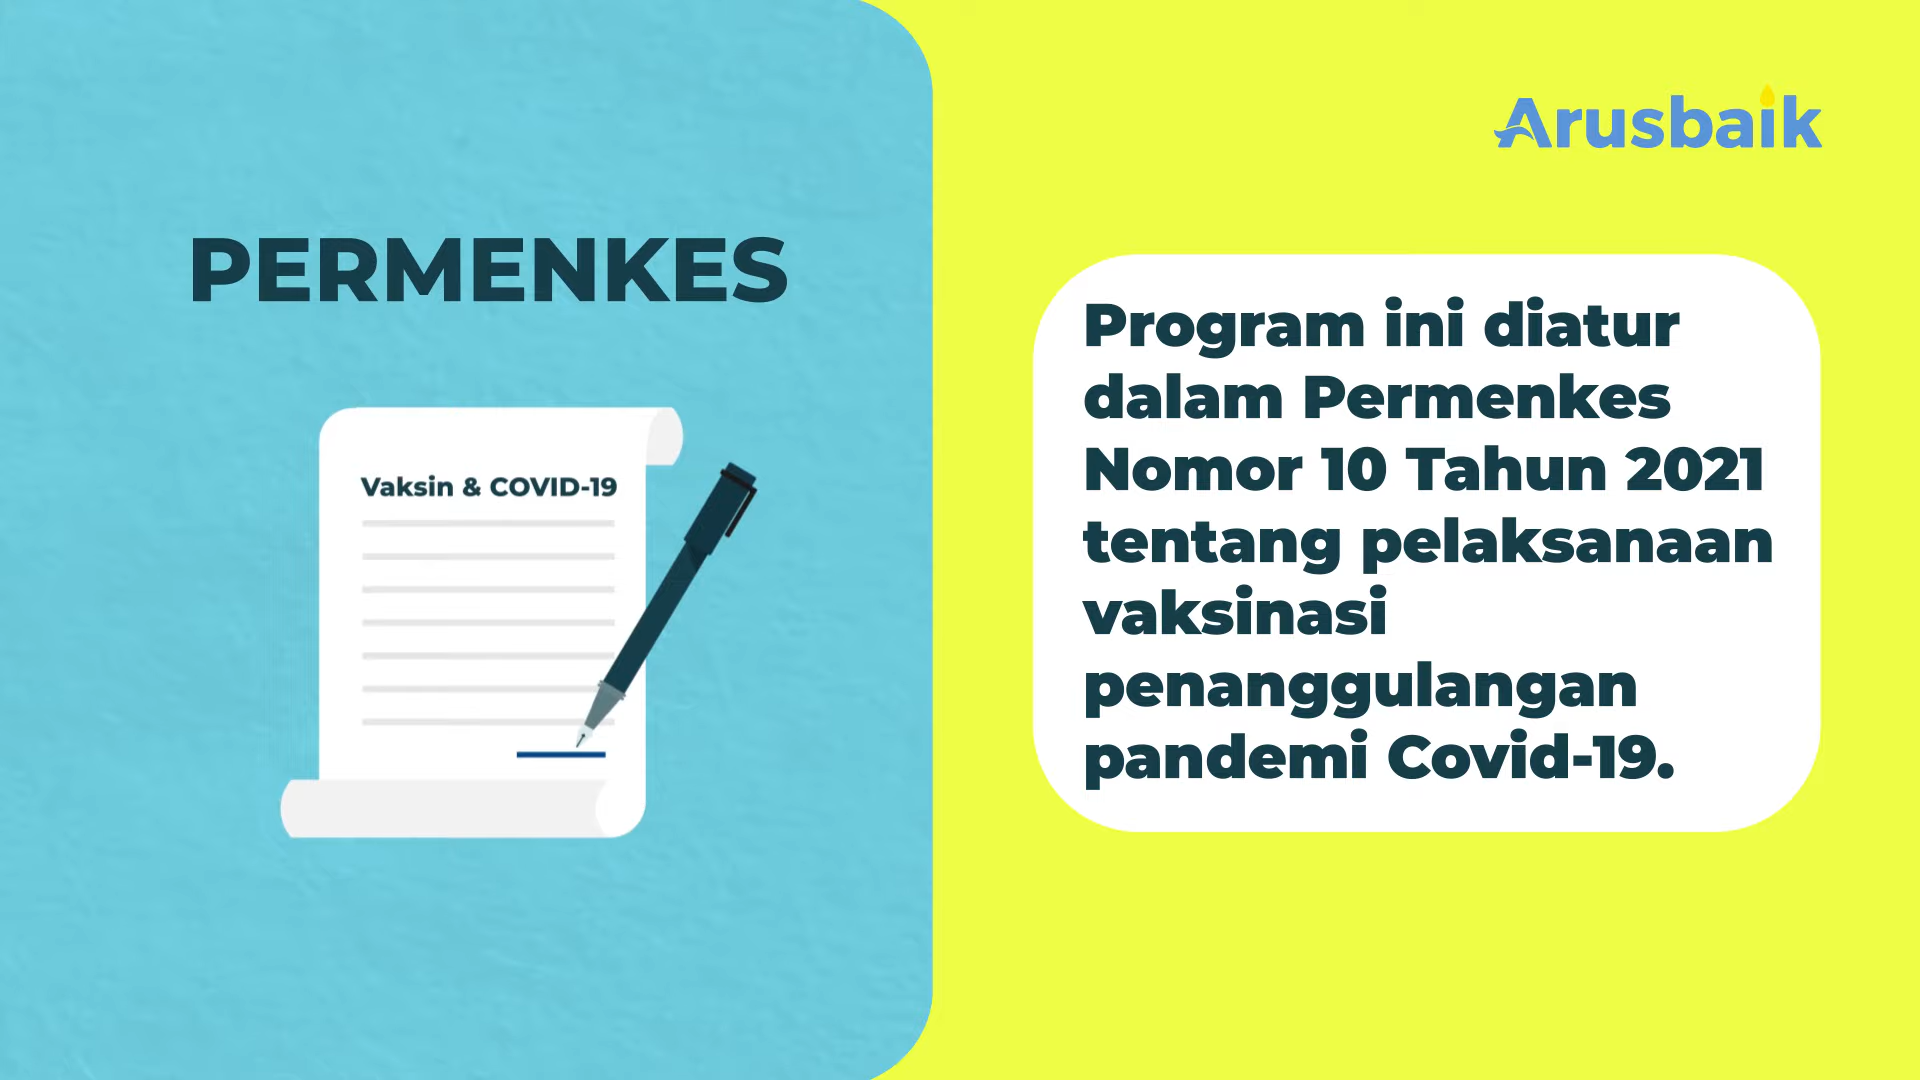 PERMENKES
Vaksin & COVID-19
Arusbaik
Program ini diatur
dalam Permenkes
Nomor 10 Tahun 2021
tentang pelaksanaan
vaksinasi
penanggulangan
pandemi Covid-19.